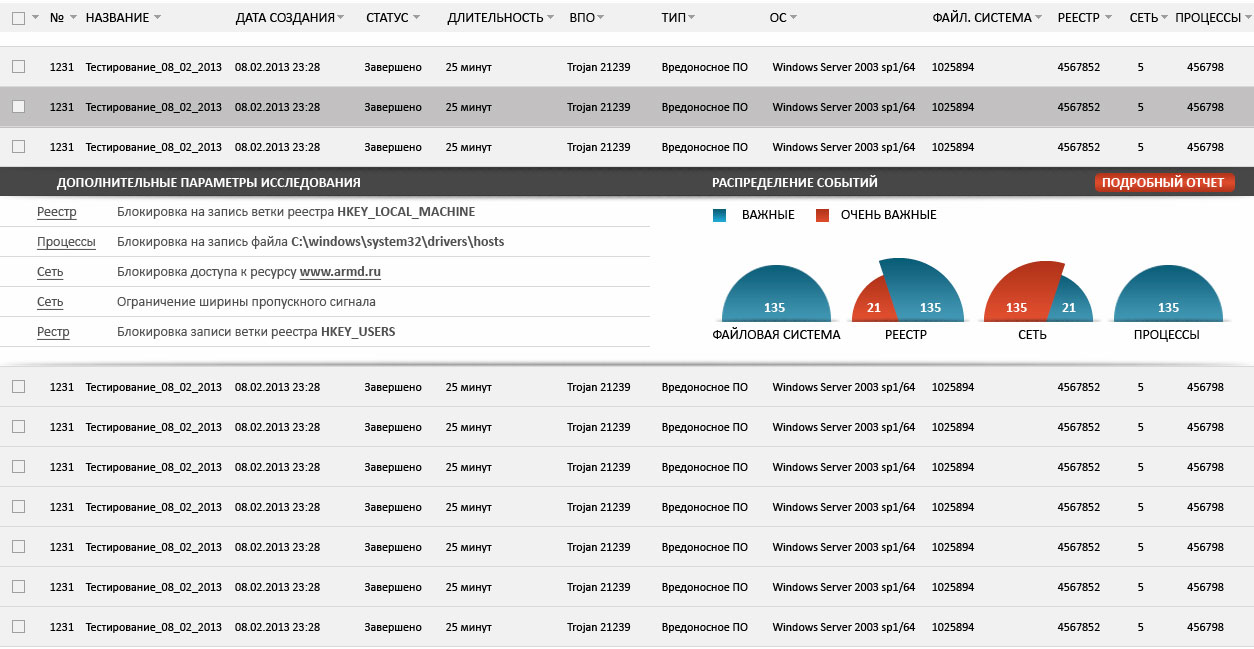 № НАЗВАНИЕ ДАТА СОЗДАНИЯ СТАТУС ДЛИТЕЛЬНОСТЬ ВПО ТИП ОС ФАЙЛ. СИСТЕМА РЕЕСТР СЕТЬ ПРОЦЕССЫ
1231 Тестирование_08_02_2013 08.02.2013 23:28 Завершено 25 минут Trojan 21239 Вредоносное ПО Windows Server 2003 sp1/64 1025894 4567852 5 456798
1231 Тестирование_08_02_2013 08.02.2013 23:28 Завершено 25 минут Trojan 21239 Вредоносное ПО Windows Server 2003 sp1/64 1025894 4567852 5 456798
1231 Тестирование_08_02_2013 08.02.2013 23:28 Завершено 25 минут Trojan 21239 Вредоносное ПО Windows Server 2003 sp1/64 1025894 4567852 5 456798
ДОПОЛНИТЕЛЬНЫЕ ПАРАМЕТРЫ ИССЛЕДОВАНИЯ
Реестр Блокировка на запись ветки реестра HKEY_LOCAL_MACHINE
Процессы Блокировка на запись файла C:\windows\system32\drivers\hosts
Сеть Блокировка доступа к ресурсу www.armd.ru
Сеть Ограничение ширины пропускного сигнала
Рестр Блокировка записи ветки реестра HKEY_USERS
РАСПРЕДЕЛЕНИЕ СОБЫТИЙ ПОДРОБНЫЙ ОТЧЕТ
ВАЖНЫЕ ОЧЕНЬ ВАЖНЫЕ
135 21 135 135 21 135
ФАЙЛОВАЯ СИСТЕМА РЕЕСТР СЕТЬ ПРОЦЕССЫ
1231 Тестирование_08_02_2013 08.02.2013 23:28 Завершено 25 минут Trojan 21239 Вредоносное ПО Windows Server 2003 sp1/64 1025894 4567852 5 456798
1231 Тестирование_08_02_2013 08.02.2013 23:28 Завершено 25 минут Trojan 21239 Вредоносное ПО Windows Server 2003 sp1/64 1025894 4567852 5 456798
1231 Тестирование_08_02_2013 08.02.2013 23:28 Завершено 25 минут Trojan 21239 Вредоносное ПО Windows Server 2003 sp1/64 1025894 4567852 5 456798
1231 Тестирование_08_02_2013 08.02.2013 23:28 Завершено 25 минут Trojan 21239 Вредоносное ПО Windows Server 2003 sp1/64 1025894 4567852 5 456798
1231 Тестирование_08_02_2013 08.02.2013 23:28 Завершено 25 минут Trojan 21239 Вредоносное ПО Windows Server 2003 sp1/64 1025894 4567852 5 456798
1231 Тестирование_08_02_2013 08.02.2013 23:28 Завершено 25 минут Trojan 21239 Вредоносное ПО Windows Server 2003 sp1/64 1025894 4567852 5 456798
1231 Тестирование_08_02_2013 08.02.2013 23:28 Завершено 25 минут Trojan 21239 Вредоносное ПО Windows Server 2003 sp1/64 1025894 4567852 5 456798